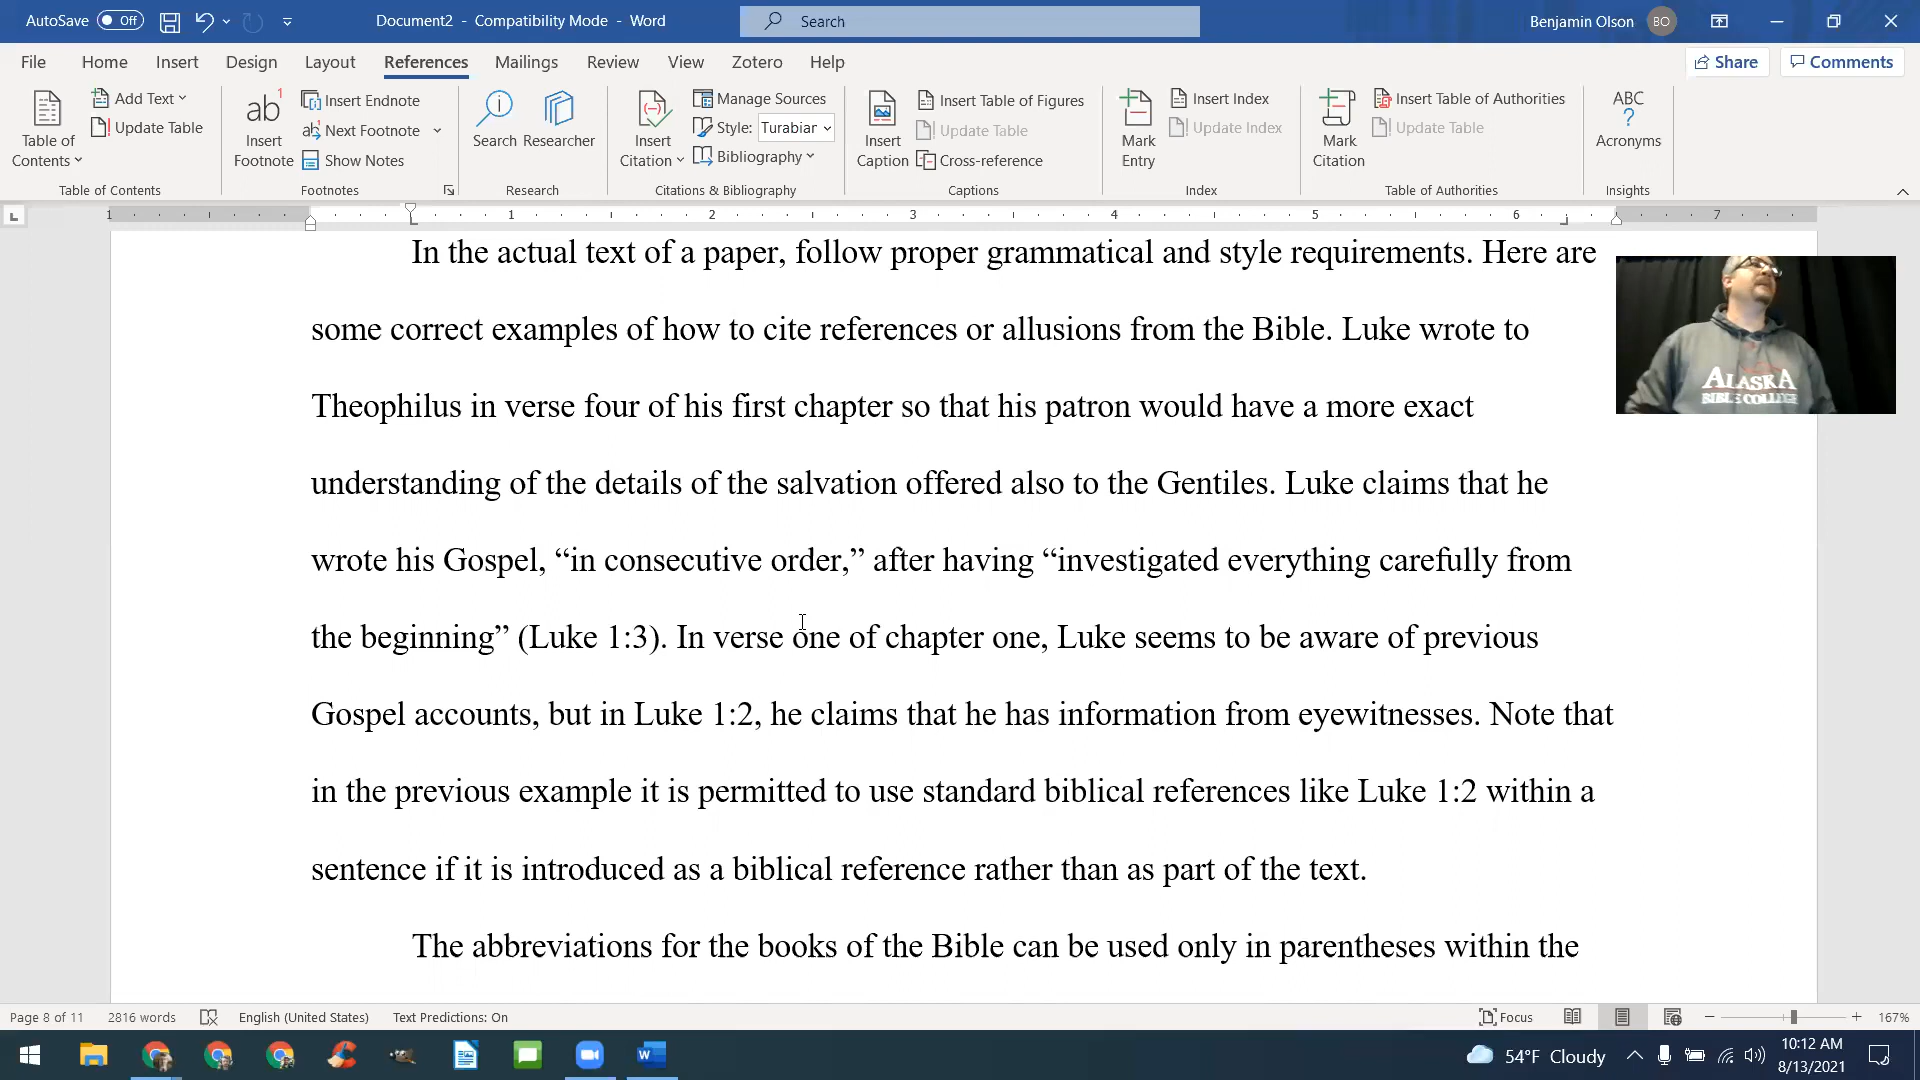 AutoSave Off Document2 - Compatibility Mode - Word Search Benjamin Olson BO
File Home Insert Design Layout References Mailings Review View Zotero Help Share Comments
Table of Contents
Add Text
Update Table
Table of Contents
ab 1
Insert Footnote
Insert Endnote
Next Footnote
Show Notes
Footnotes
Search Researcher
Research
Insert Citation
Manage Sources
Style: Turabian
Bibliography
Citations & Bibliography
Insert Caption
Insert Table of Figures
Update Table
Cross-reference
Captions
Mark Entry
Insert Index
Update Index
Index
Mark Citation
Insert Table of Authorities
Update Table
Table of Authorities
ABC ?
Acronyms
Insights
1 1 2 3 4 5 6 7
In the actual text of a paper, follow proper grammatical and style requirements. Here are
some correct examples of how to cite references or allusions from the Bible. Luke wrote to
Theophilus in verse four of his first chapter so that his patron would have a more exact
understanding of the details of the salvation offered also to the Gentiles. Luke claims that he
wrote his Gospel, “in consecutive order,” after having “investigated everything carefully from
the beginning” (Luke 1:3). In verse one of chapter one, Luke seems to be aware of previous
Gospel accounts, but in Luke 1:2, he claims that he has information from eyewitnesses. Note that
in the previous example it is permitted to use standard biblical references like Luke 1:2 within a
sentence if it is introduced as a biblical reference rather than as part of the text.
The abbreviations for the books of the Bible can be used only in parentheses within the
ALASKA
BIBLE COLLEGE
Page 8 of 11 2816 words English (United States) Text Predictions: On Focus 167%
54°F Cloudy 10:12 AM
8/13/2021